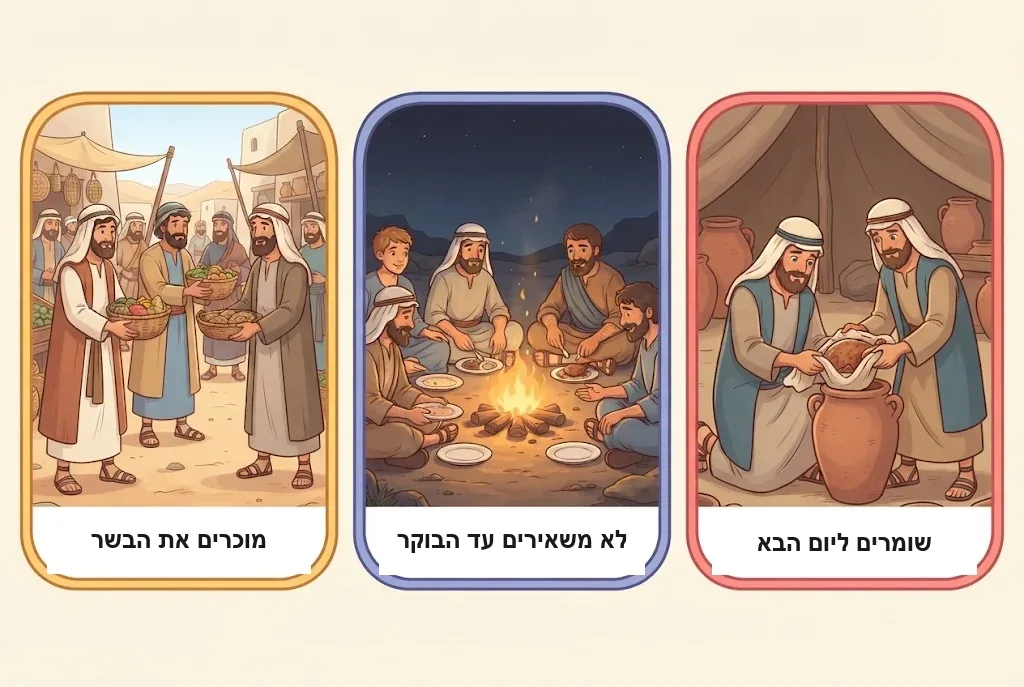 שומרים ליום הבא
לא משאירים עד הבוקר
מוכרים את הבשר